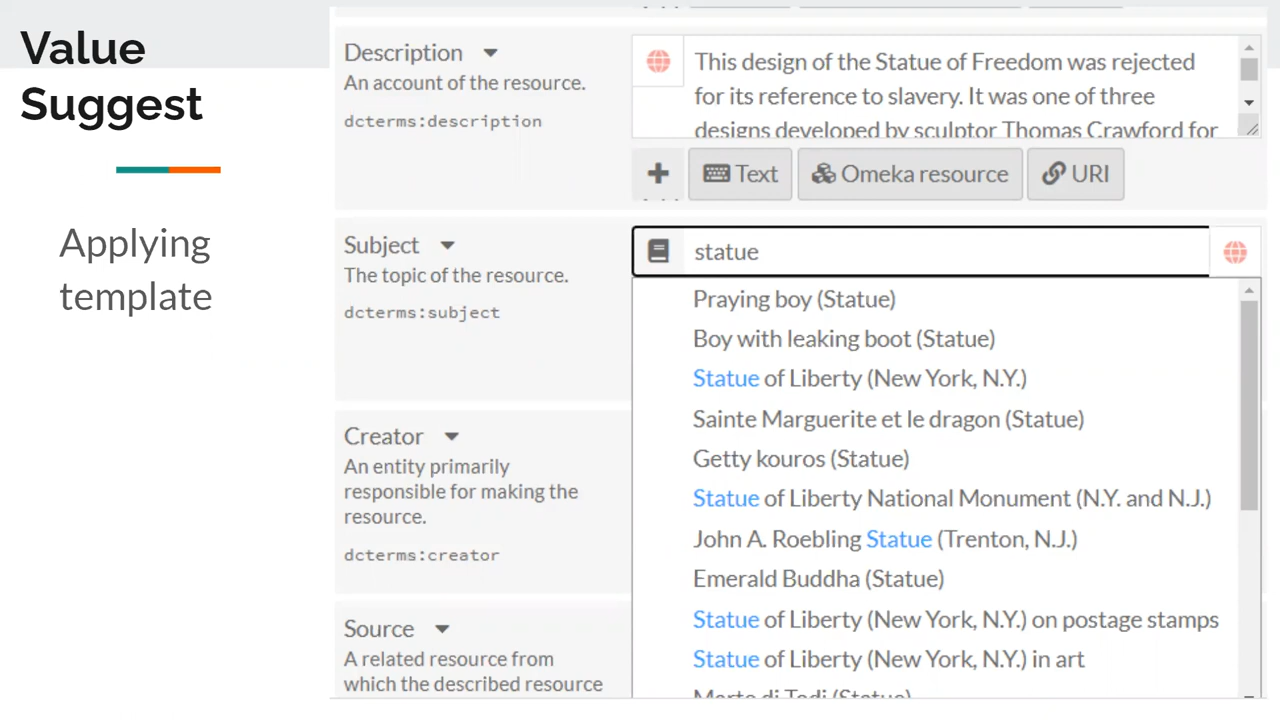 Value
Suggest
Applying
template
Description
An account of the resource.
dcterms:description
This design of the Statue of Freedom was rejected
for its reference to slavery. It was one of three
designs developed by sculptor Thomas Crawford for
Text
Omeka resource
URI
Subject
The topic of the resource.
dcterms:subject
statue
Praying boy (Statue)
Boy with leaking boot (Statue)
Statue of Liberty (New York, N.Y.)
Sainte Marguerite et le dragon (Statue)
Getty kouros (Statue)
Statue of Liberty National Monument (N.Y. and N.J.)
John A. Roebling Statue (Trenton, N.J.)
Emerald Buddha (Statue)
Statue of Liberty (New York, N.Y.) on postage stamps
Statue of Liberty (New York, N.Y.) in art
Creator
An entity primarily
responsible for making the
resource.
dcterms:creator
Source
A related resource from
which the described resource